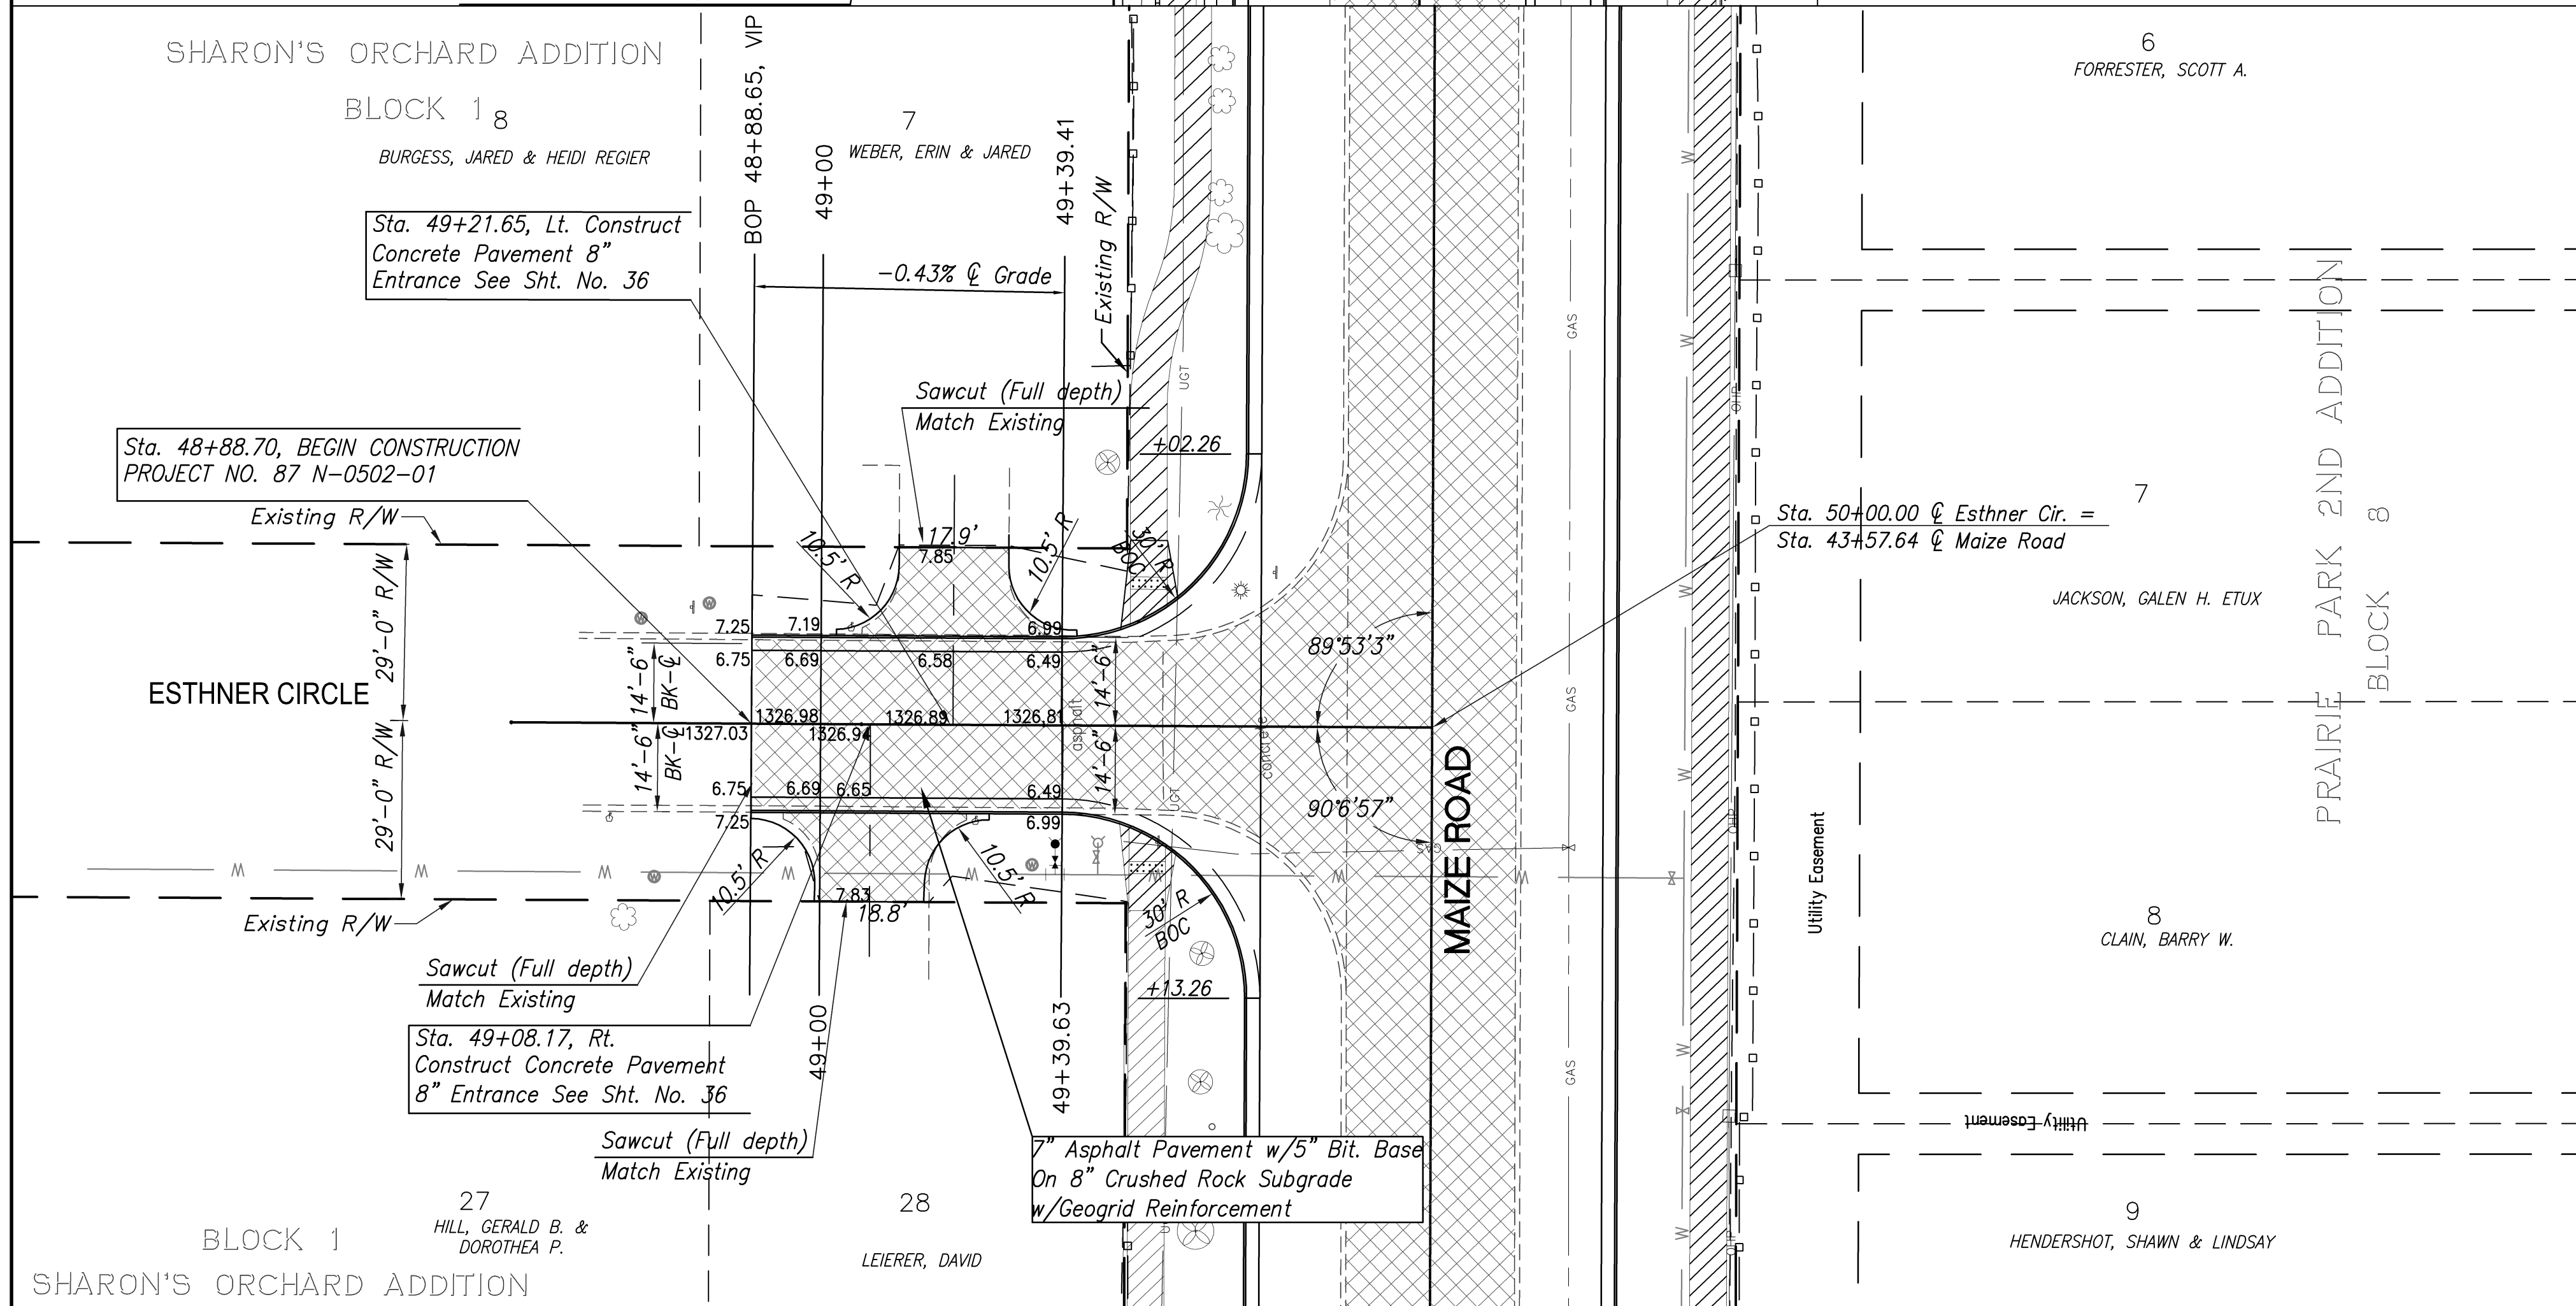 SHARON'S ORCHARD ADDITION
BLOCK 1
8
BURGESS, JARED & HEIDI REGIER
BOP 48+88.65, VIP
49+00
7
WEBER, ERIN & JARED
49+39.41
Existing R/W
6
FORRESTER, SCOTT A.
Sta. 49+21.65, Lt. Construct
Concrete Pavement 8"
Entrance See Sht. No. 36
-0.43% ℄ Grade
Sawcut (Full depth)
Match Existing
UGT
GAS
W
W
OHP
+02.26
Sta. 48+88.70, BEGIN CONSTRUCTION
PROJECT NO. 87 N-0502-01
Existing R/W
17.9'
7.85
10.5' R
10.5' R
30' R
BOC
Sta. 50+00.00 ℄ Esthner Cir. =
Sta. 43+57.64 ℄ Maize Road
7
JACKSON, GALEN H. ETUX
PRAIRIE PARK 2ND ADDITION
BLOCK 8
29'-0" R/W
14'-6"
BK-℄
7.25
7.19
6.99
6.75
6.69
6.58
6.49
14'-6"
89°53'3"
W
ESTHNER CIRCLE
1326.98
1326.89
1326.81
1327.03
1326.94
asphalt
concrete
GAS
29'-0" R/W
14'-6"
BK-℄
6.75
6.69
6.65
6.49
14'-6"
UGT
90°6'57"
MAIZE ROAD
W
OHP
7.25
6.99
GAS
Utility Easement
W
W
W
W
W
W
W
W
W
W
W
10.5' R
10.5' R
7.83
18.8'
30' R
BOC
Existing R/W
8
CLAIN, BARRY W.
Sawcut (Full depth)
Match Existing
+13.26
49+00
49+39.63
Sta. 49+08.17, Rt.
Construct Concrete Pavement
8" Entrance See Sht. No. 36
GAS
W
Utility Easement
Sawcut (Full depth)
Match Existing
7" Asphalt Pavement w/5" Bit. Base
On 8" Crushed Rock Subgrade
w/Geogrid Reinforcement
27
HILL, GERALD B. &
DOROTHEA P.
28
LEIERER, DAVID
9
HENDERSHOT, SHAWN & LINDSAY
W
BLOCK 1
SHARON'S ORCHARD ADDITION